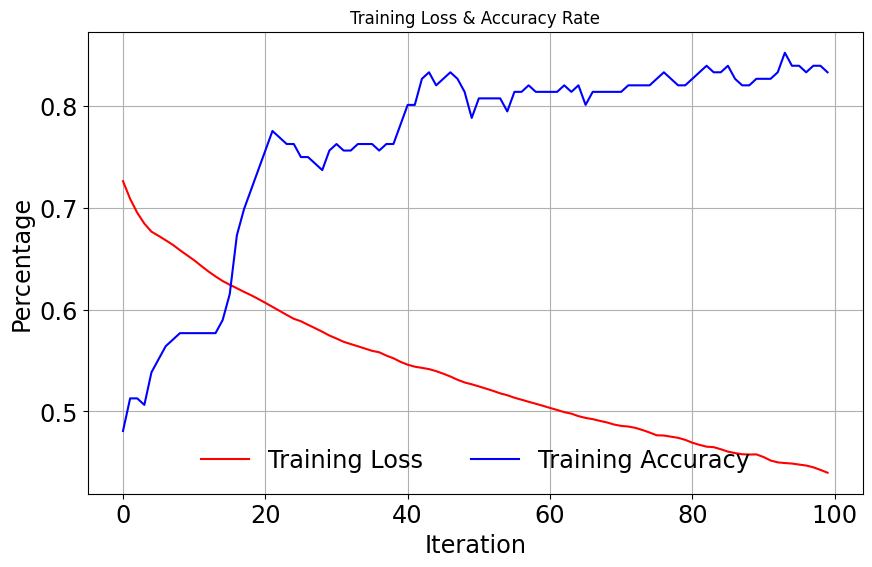 Training Loss & Accuracy Rate
0.8
0.7
0.6
0.5
Percentage
Training Loss
Training Accuracy
0 20 40 60 80 100
Iteration